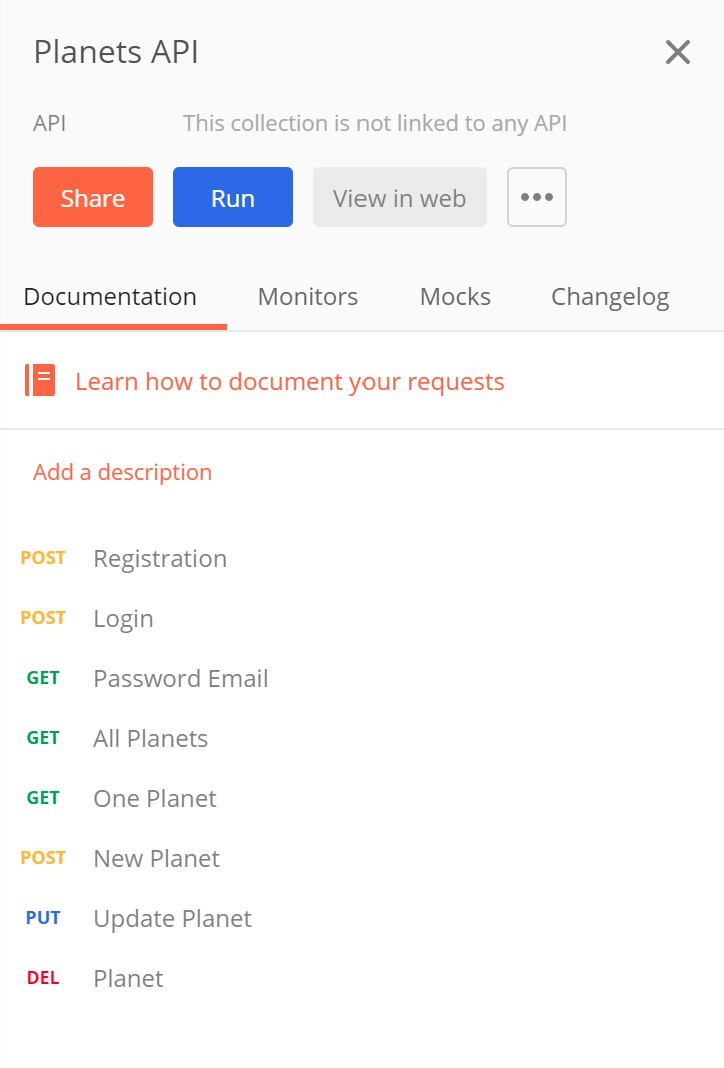 Planets API
API This collection is not linked to any API
Share Run View in web •••
Documentation Monitors Mocks Changelog
Learn how to document your requests
Add a description
POST Registration
POST Login
GET Password Email
GET All Planets
GET One Planet
POST New Planet
PUT Update Planet
DEL Planet